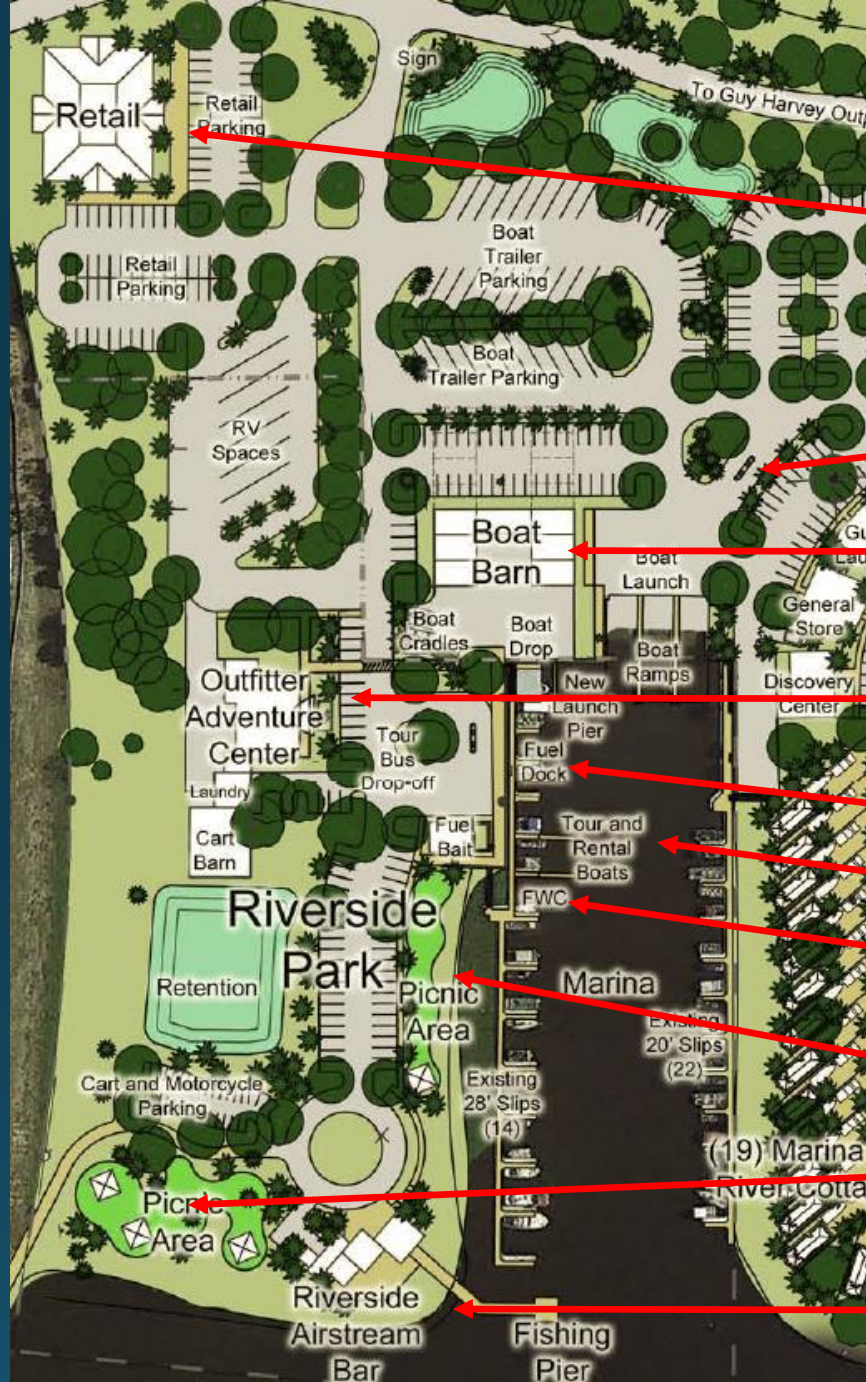 Sign
To Guy Harvey
Retail
Retail
Parking
Boat
Trailer
Parking
Retail
Parking
Boat
Trailer Parking
RV
Spaces
Boat
Barn
Boat
Launch
General
Store
Boat
Cradles
Boat
Drop
Boat
Ramps
Outfitter
Adventure
Center
New
Launch
Pier
Discovery
Center
Tour
Bus
Drop-off
Fuel
Dock
Laundry
Cart
Barn
Fuel
Bait
Tour and
Rental
Boats
FWC
Riverside
Park
Retention
Picnic
Area
Marina
Existing
20' Slips
(22)
Cart and Motorcycle
Parking
Existing
28' Slips
(14)
(19) Marina
River
Picnic
Area
Riverside
Airstream
Bar
Fishing
Pier